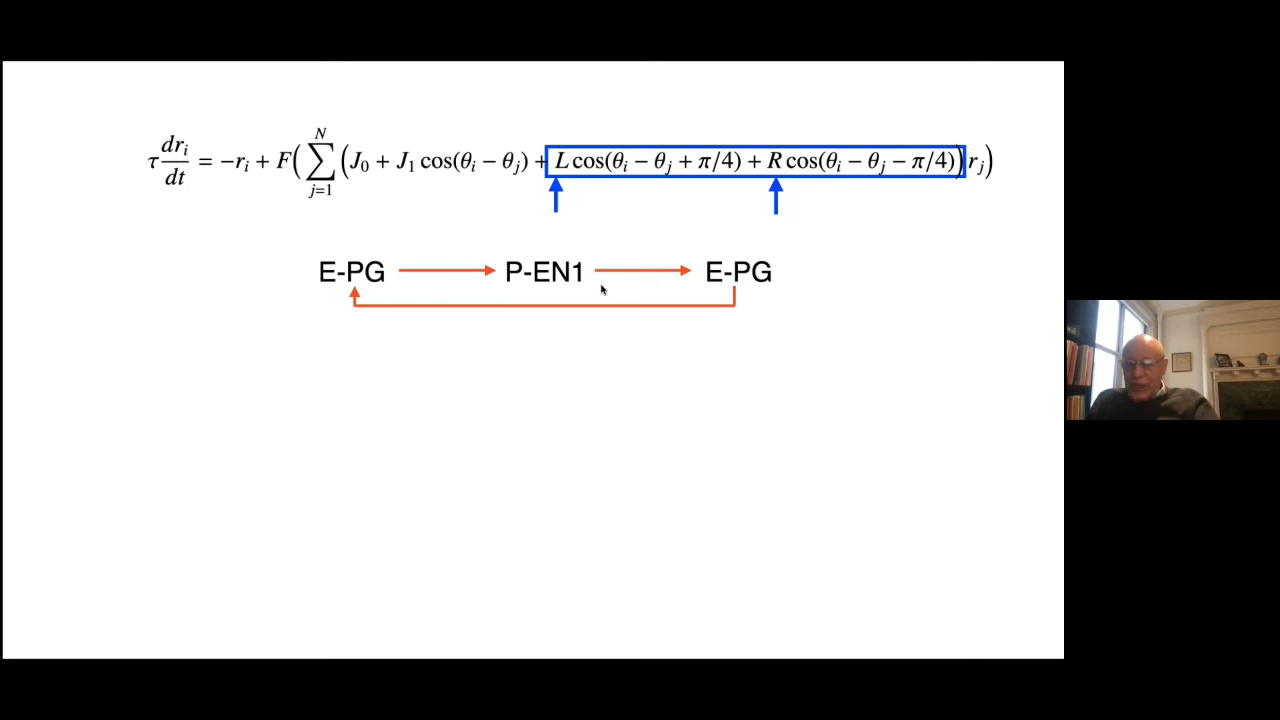 τ dr_i/dt = −r_i + F( ∑_{j=1}^{N} (J_0 + J_1 cos(θ_i − θ_j) + L cos(θ_i − θ_j + π/4) + R cos(θ_i − θ_j − π/4)) r_j )
E-PG P-EN1 E-PG